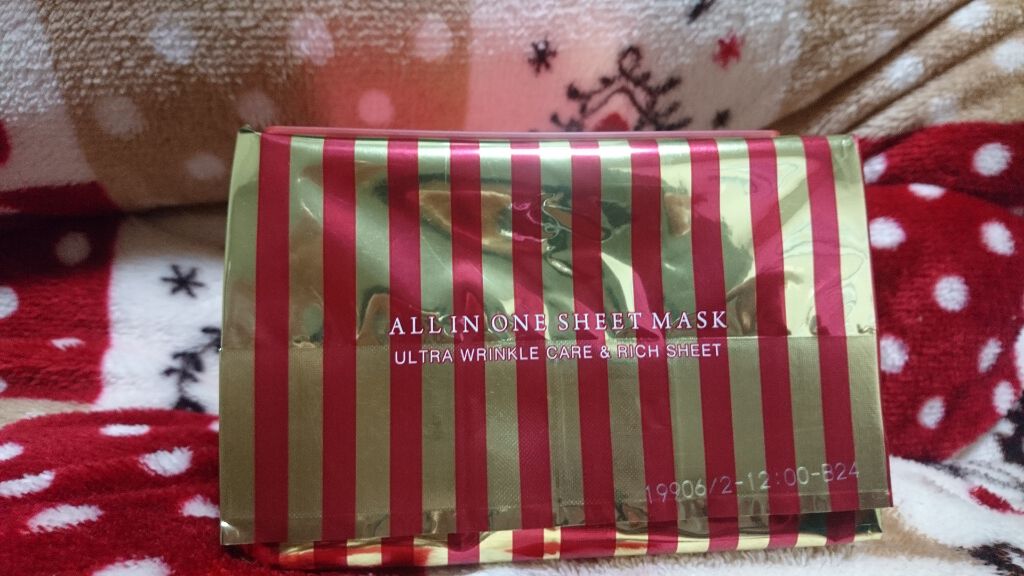 ALL IN ONE SHEET MASK
ULTRA WRINKLE CARE & RICH SHEET
19906/2-12:00-B24